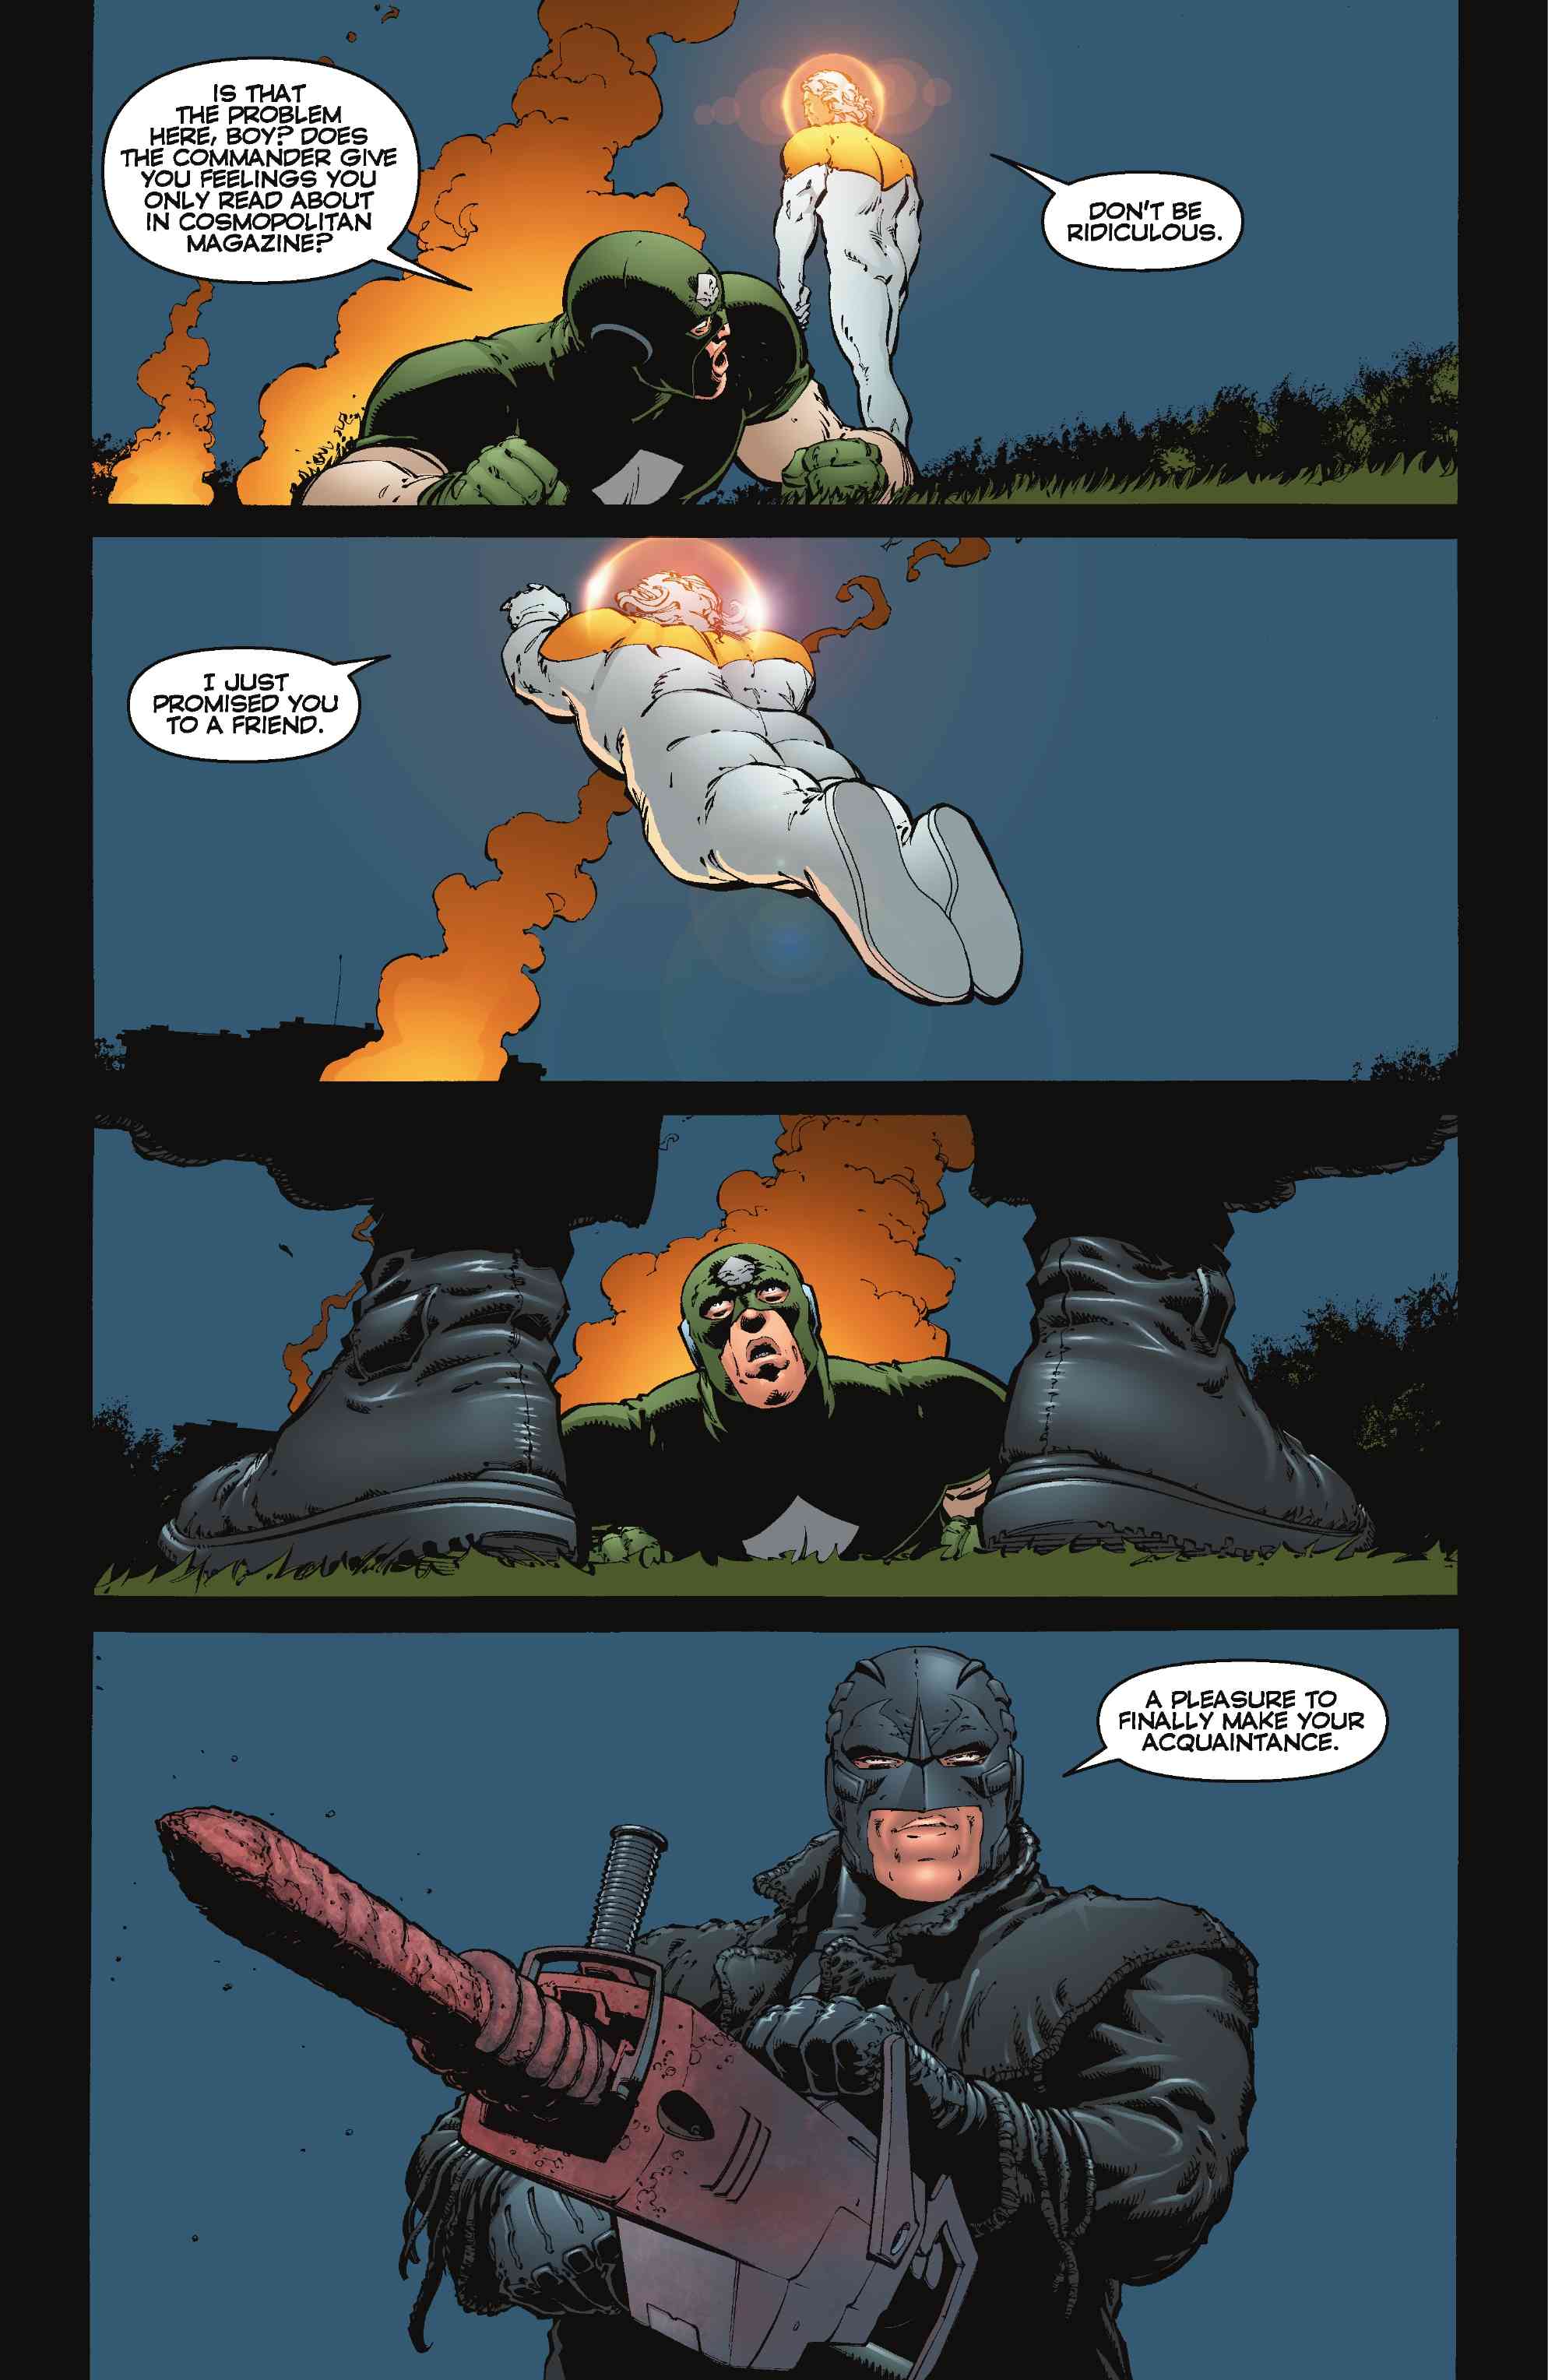 IS THAT
THE PROBLEM
HERE, BOY? DOES
THE COMMANDER GIVE
YOU FEELINGS YOU
ONLY READ ABOUT
IN COSMOPOLITAN
MAGAZINE?
DON'T BE
RIDICULOUS.
I JUST
PROMISED YOU
TO A FRIEND.
A PLEASURE TO
FINALLY MAKE YOUR
ACQUAINTANCE.